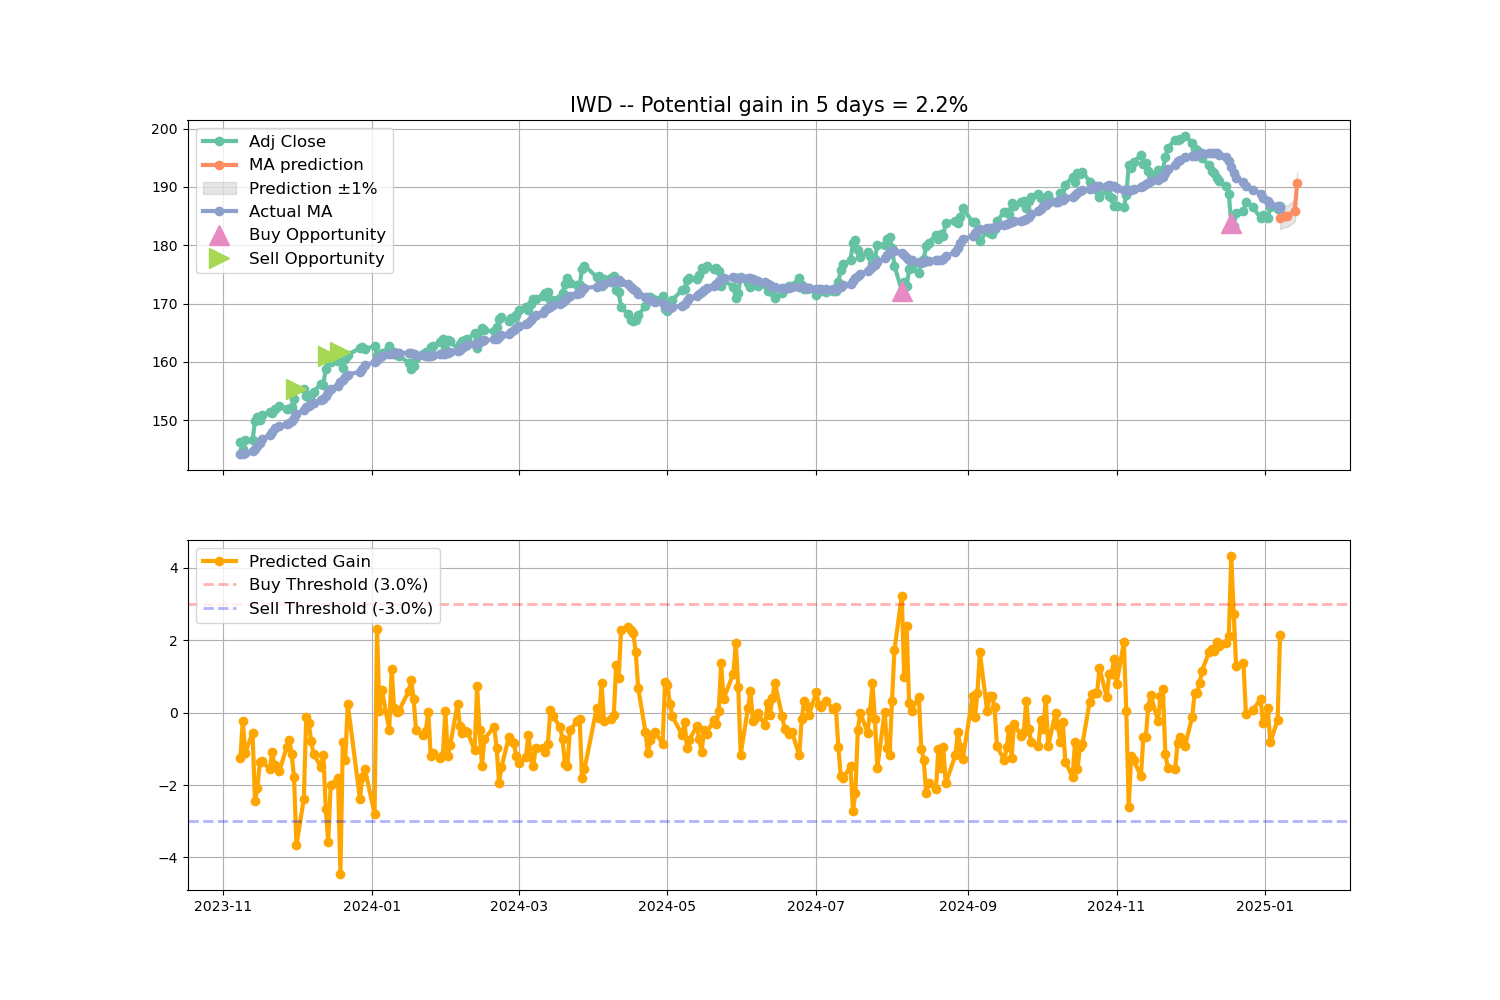 IWD -- Potential gain in 5 days = 2.2%
200
190
180
170
160
150
Adj Close
MA prediction
Prediction ±1%
Actual MA
Buy Opportunity
Sell Opportunity
4
2
0
−2
−4
Predicted Gain
Buy Threshold (3.0%)
Sell Threshold (-3.0%)
2023-11
2024-01
2024-03
2024-05
2024-07
2024-09
2024-11
2025-01